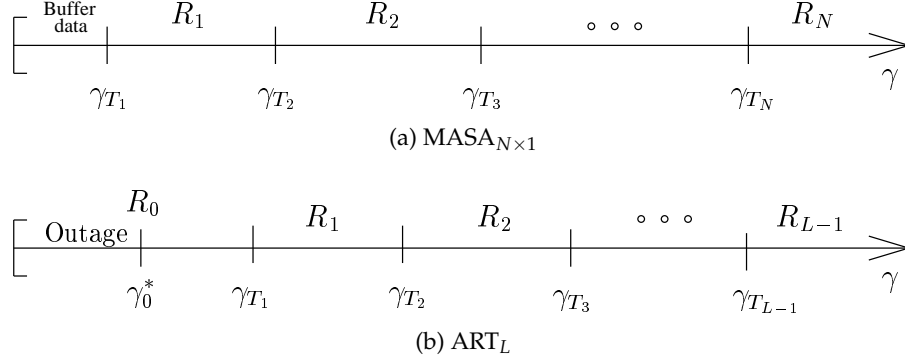 Buffer
data
R_1 R_2 ∘ ∘ ∘ R_N
γ_{T_1} γ_{T_2} γ_{T_3} γ_{T_N} γ
(a) MASA_{N×1}
R_0
Outage R_1 R_2 ∘ ∘ ∘ R_{L−1}
γ_0^* γ_{T_1} γ_{T_2} γ_{T_3} γ_{T_{L−1}} γ
(b) ART_L